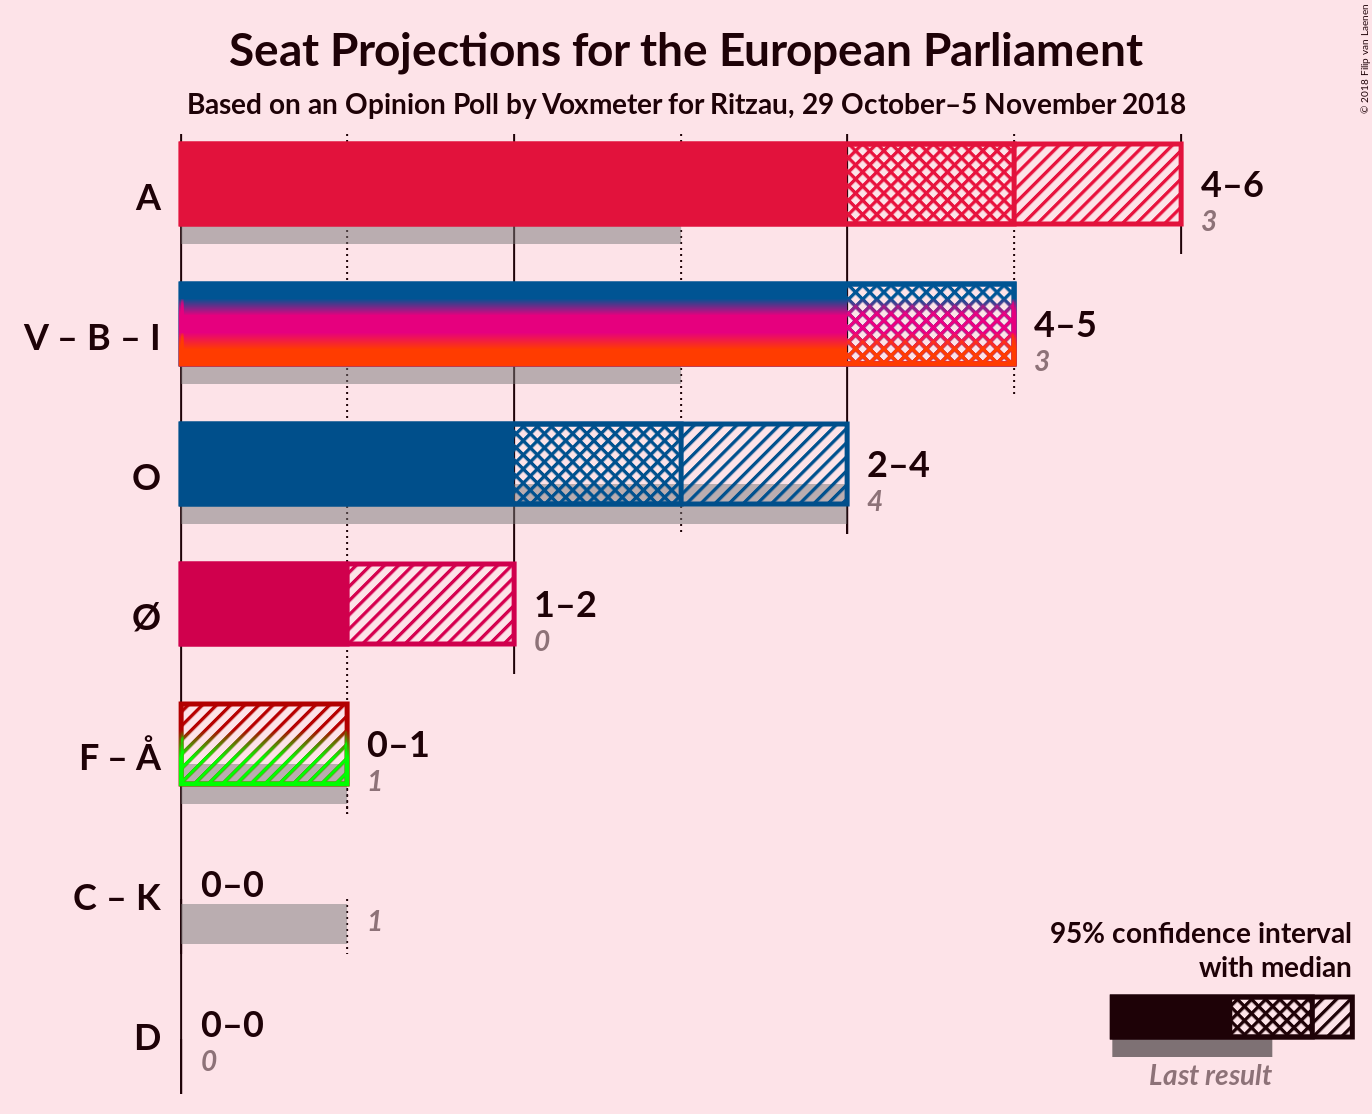 Seat Projections for the European Parliament
Based on an Opinion Poll by Voxmeter for Ritzau, 29 October–5 November 2018
© 2018 Filip van Laenen
A
4–6
3
V – B – I
4–5
3
O
2–4
4
Ø
1–2
0
F – Å
0–1
1
C – K
0–0
1
D
0–0
0
95% confidence interval
with median
Last result